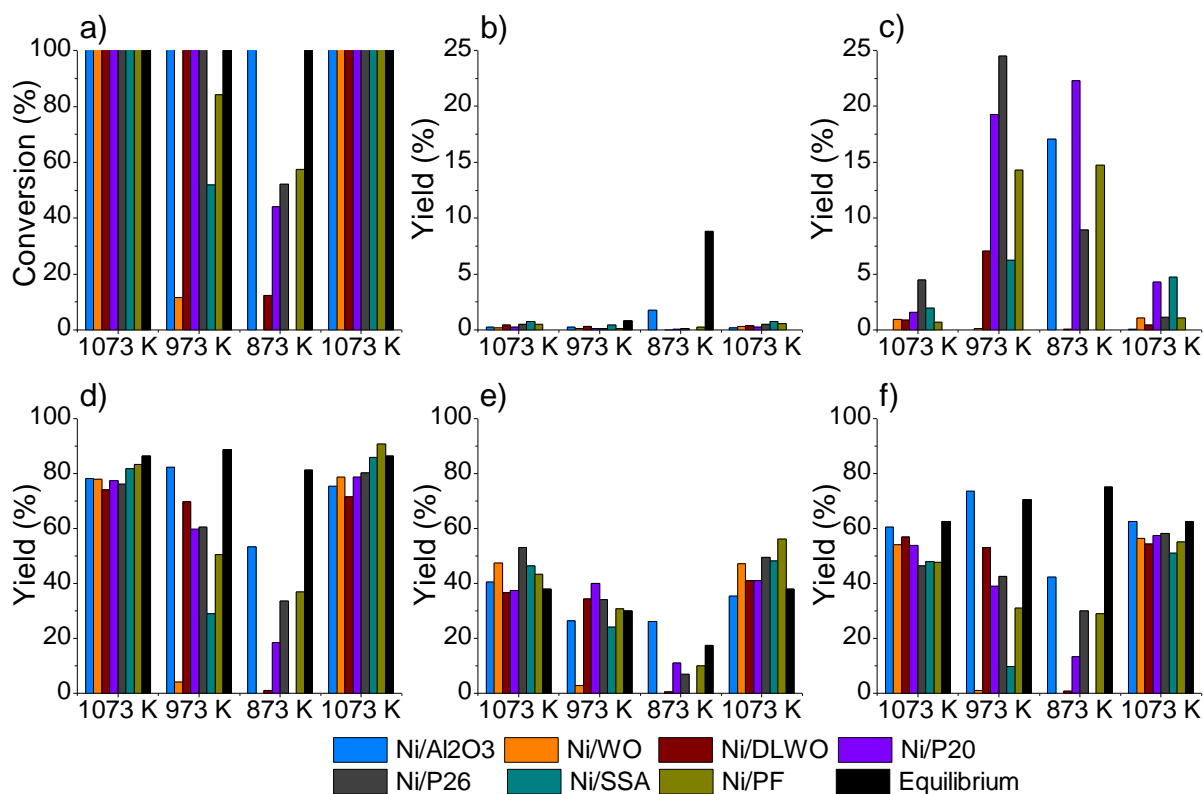 a)
Conversion (%)
100
80
60
40
20
0
1073 K 973 K 873 K 1073 K
b)
Yield (%)
25
20
15
10
5
0
1073 K 973 K 873 K 1073 K
c)
Yield (%)
25
20
15
10
5
0
1073 K 973 K 873 K 1073 K
d)
Yield (%)
100
80
60
40
20
0
1073 K 973 K 873 K 1073 K
e)
Yield (%)
100
80
60
40
20
0
1073 K 973 K 873 K 1073 K
f)
Yield (%)
100
80
60
40
20
0
1073 K 973 K 873 K 1073 K
Ni/Al2O3 Ni/WO Ni/DLWO Ni/P20
Ni/P26 Ni/SSA Ni/PF Equilibrium